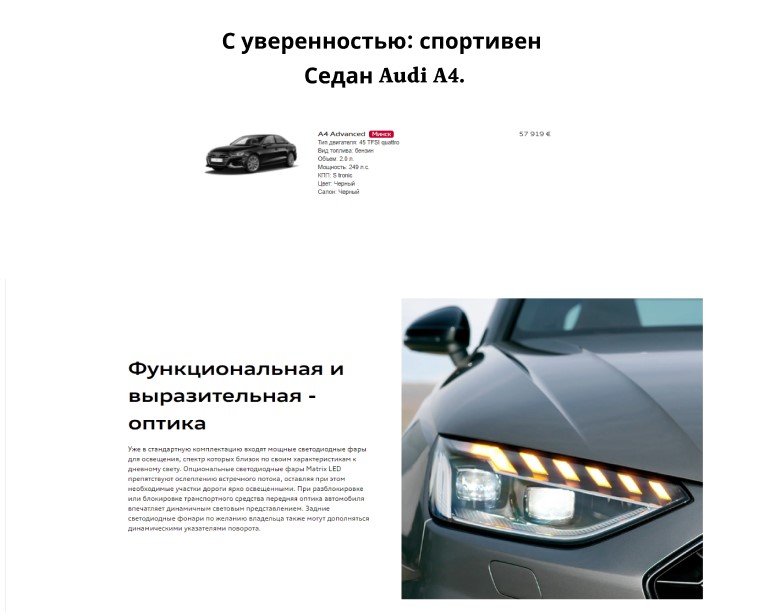 С уверенностью: спортивен
Седан Audi A4.
A4 Advanced Минск
57 919 €
Тип двигателя: 45 TFSI quattro
Вид топлива: бензин
Объем: 2.0 л.
Мощность: 249 л.с.
КПП: S tronic
Цвет: Черный
Салон: Черный
Функциональная и
выразительная -
оптика
Уже в стандартную комплектацию входят мощные светодиодные фары
для освещения, спектр которых близок по своим характеристикам к
дневному свету. Опциональные светодиодные фары Matrix LED
препятствуют ослеплению встречного потока, оставляя при этом
необходимые участки дороги ярко освещенными. При разблокировке
или блокировке транспортного средства передняя оптика автомобиля
впечатляет динамичным световым представлением. Задние
светодиодные фонари по желанию владельца также могут дополняться
динамическими указателями поворота.